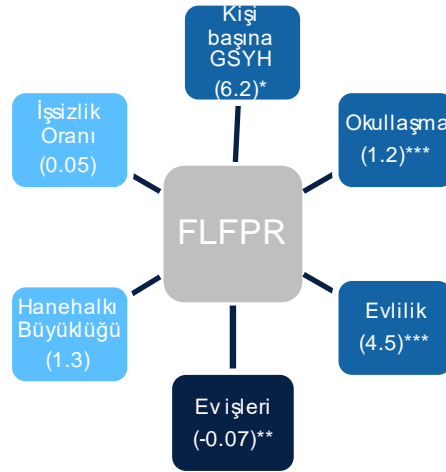 Kişi
başına
GSYH
(6.2)*
İşsizlik
Oranı
(0.05)
Okullaşma
(1.2)***
FLFPR
Hanehalkı
Büyüklüğü
(1.3)
Evlilik
(4.5)***
Ev işleri
(-0.07)**